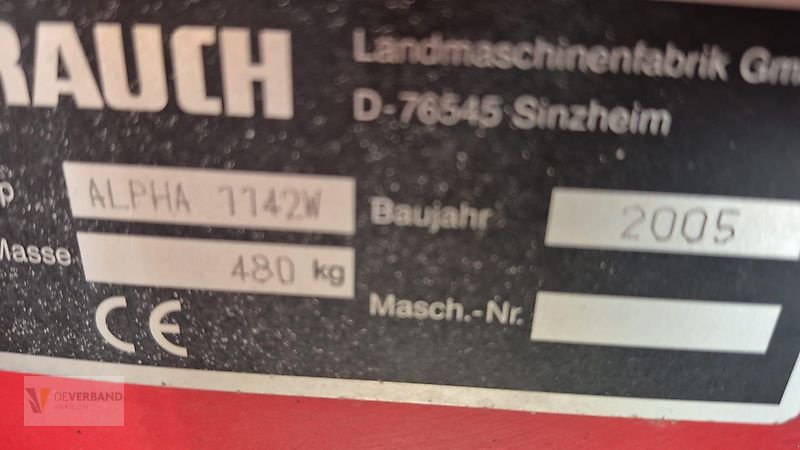 RAUCH
Landmaschinenfabrik Gm
D-76545 Sinzheim
p ALPHA 1142W
Baujahr 2005
Masse 480 kg
Masch.-Nr.
CE
DEVERBAND